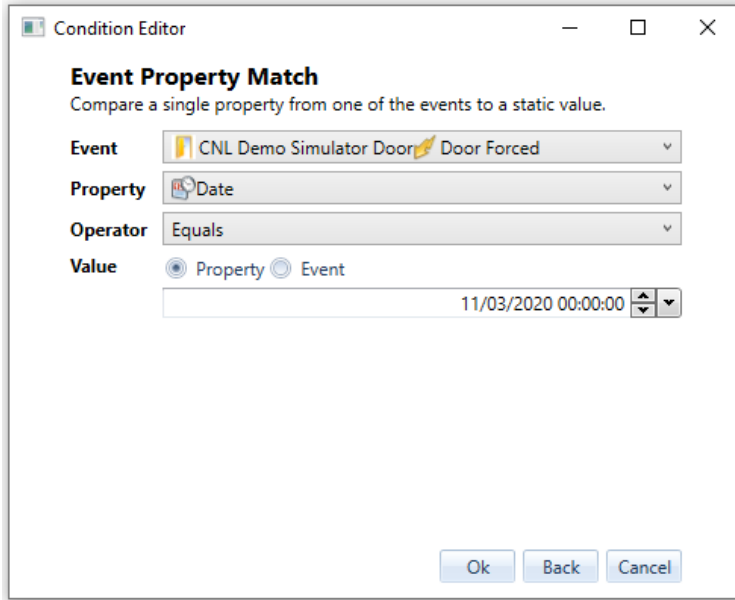 Condition Editor
Event Property Match
Compare a single property from one of the events to a static value.
Event CNL Demo Simulator Door Door Forced
Property Date
Operator Equals
Value Property Event
11/03/2020 00:00:00
Ok Back Cancel